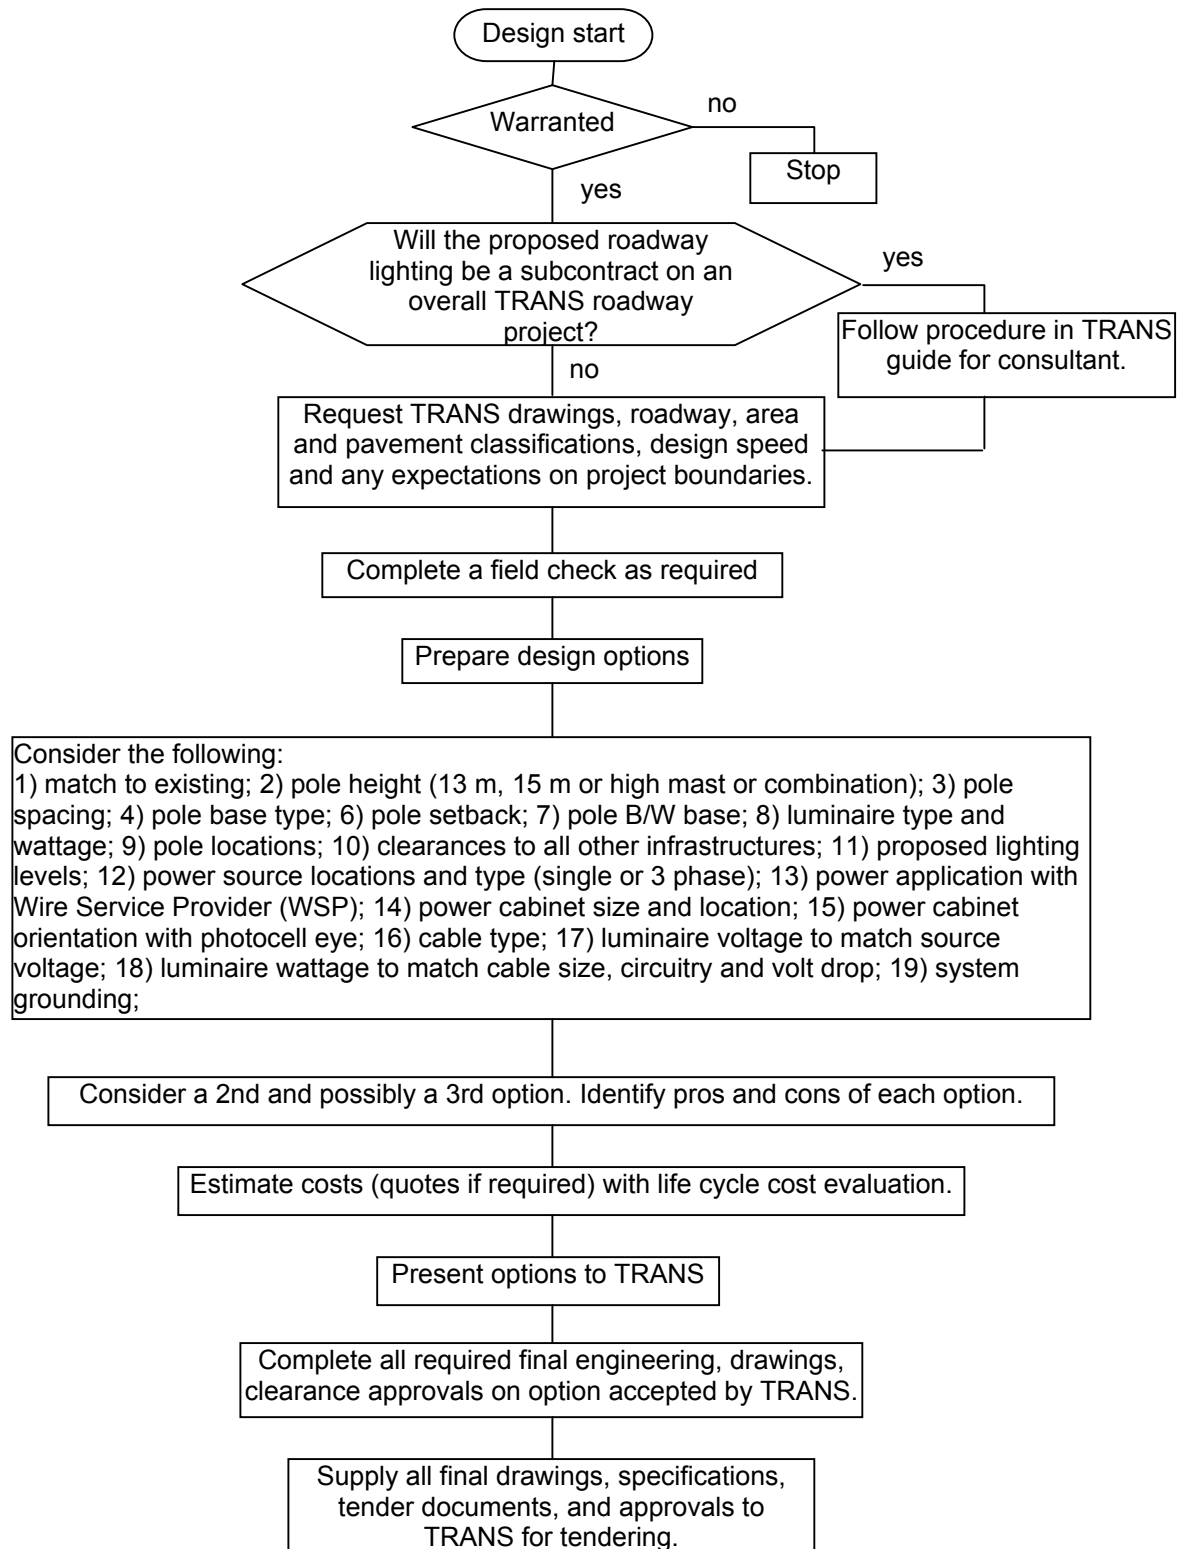 Design start
Warranted
no
Stop
yes
Will the proposed roadway
lighting be a subcontract on an
overall TRANS roadway
project?
yes
Follow procedure in TRANS
guide for consultant.
no
Request TRANS drawings, roadway, area
and pavement classifications, design speed
and any expectations on project boundaries.
Complete a field check as required
Prepare design options
Consider the following:
1) match to existing; 2) pole height (13 m, 15 m or high mast or combination); 3) pole
spacing; 4) pole base type; 6) pole setback; 7) pole B/W base; 8) luminaire type and
wattage; 9) pole locations; 10) clearances to all other infrastructures; 11) proposed lighting
levels; 12) power source locations and type (single or 3 phase); 13) power application with
Wire Service Provider (WSP); 14) power cabinet size and location; 15) power cabinet
orientation with photocell eye; 16) cable type; 17) luminaire voltage to match source
voltage; 18) luminaire wattage to match cable size, circuitry and volt drop; 19) system
grounding;
Consider a 2nd and possibly a 3rd option. Identify pros and cons of each option.
Estimate costs (quotes if required) with life cycle cost evaluation.
Present options to TRANS
Complete all required final engineering, drawings,
clearance approvals on option accepted by TRANS.
Supply all final drawings, specifications,
tender documents, and approvals to
TRANS for tendering.